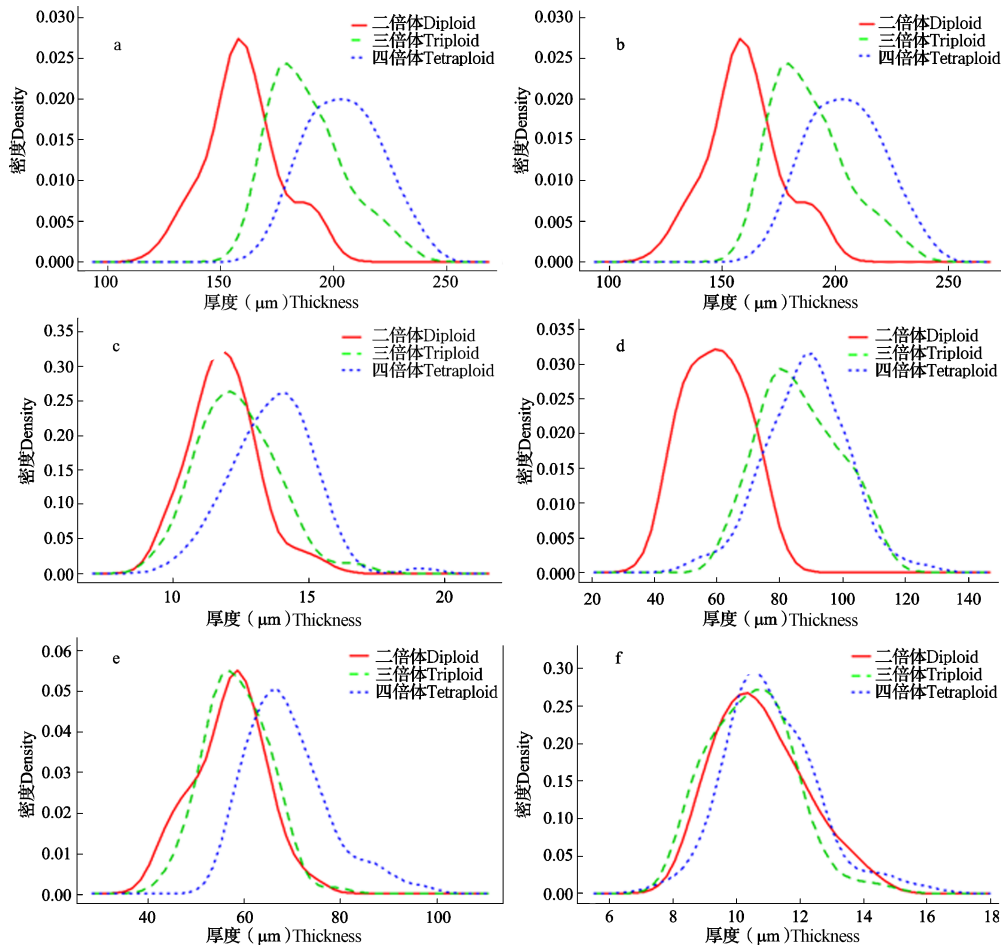 a
二倍体Diploid
三倍体Triploid
四倍体Tetraploid
密度Density
0.030
0.025
0.020
0.015
0.010
0.005
0.000
100 150 200 250
厚度（μm）Thickness
b
二倍体Diploid
三倍体Triploid
四倍体Tetraploid
密度Density
0.030
0.025
0.020
0.015
0.010
0.005
0.000
100 150 200 250
厚度（μm）Thickness
c
二倍体Diploid
三倍体Triploid
四倍体Tetraploid
密度Density
0.35
0.30
0.25
0.20
0.15
0.10
0.05
0.00
10 15 20
厚度（μm）Thickness
d
二倍体Diploid
三倍体Triploid
四倍体Tetraploid
密度Density
0.035
0.030
0.025
0.020
0.015
0.010
0.005
0.000
20 40 60 80 100 120 140
厚度（μm）Thickness
e
二倍体Diploid
三倍体Triploid
四倍体Tetraploid
密度Density
0.06
0.05
0.04
0.03
0.02
0.01
0.00
40 60 80 100
厚度（μm）Thickness
f
二倍体Diploid
三倍体Triploid
四倍体Tetraploid
密度Density
0.30
0.25
0.20
0.15
0.10
0.05
0.00
6 8 10 12 14 16 18
厚度（μm）Thickness